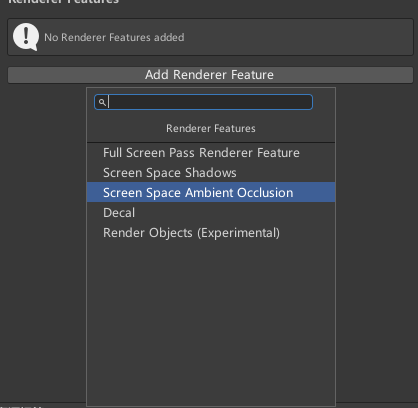 Renderer Features
No Renderer Features added
Add Renderer Feature
Renderer Features
Full Screen Pass Renderer Feature
Screen Space Shadows
Screen Space Ambient Occlusion
Decal
Render Objects (Experimental)